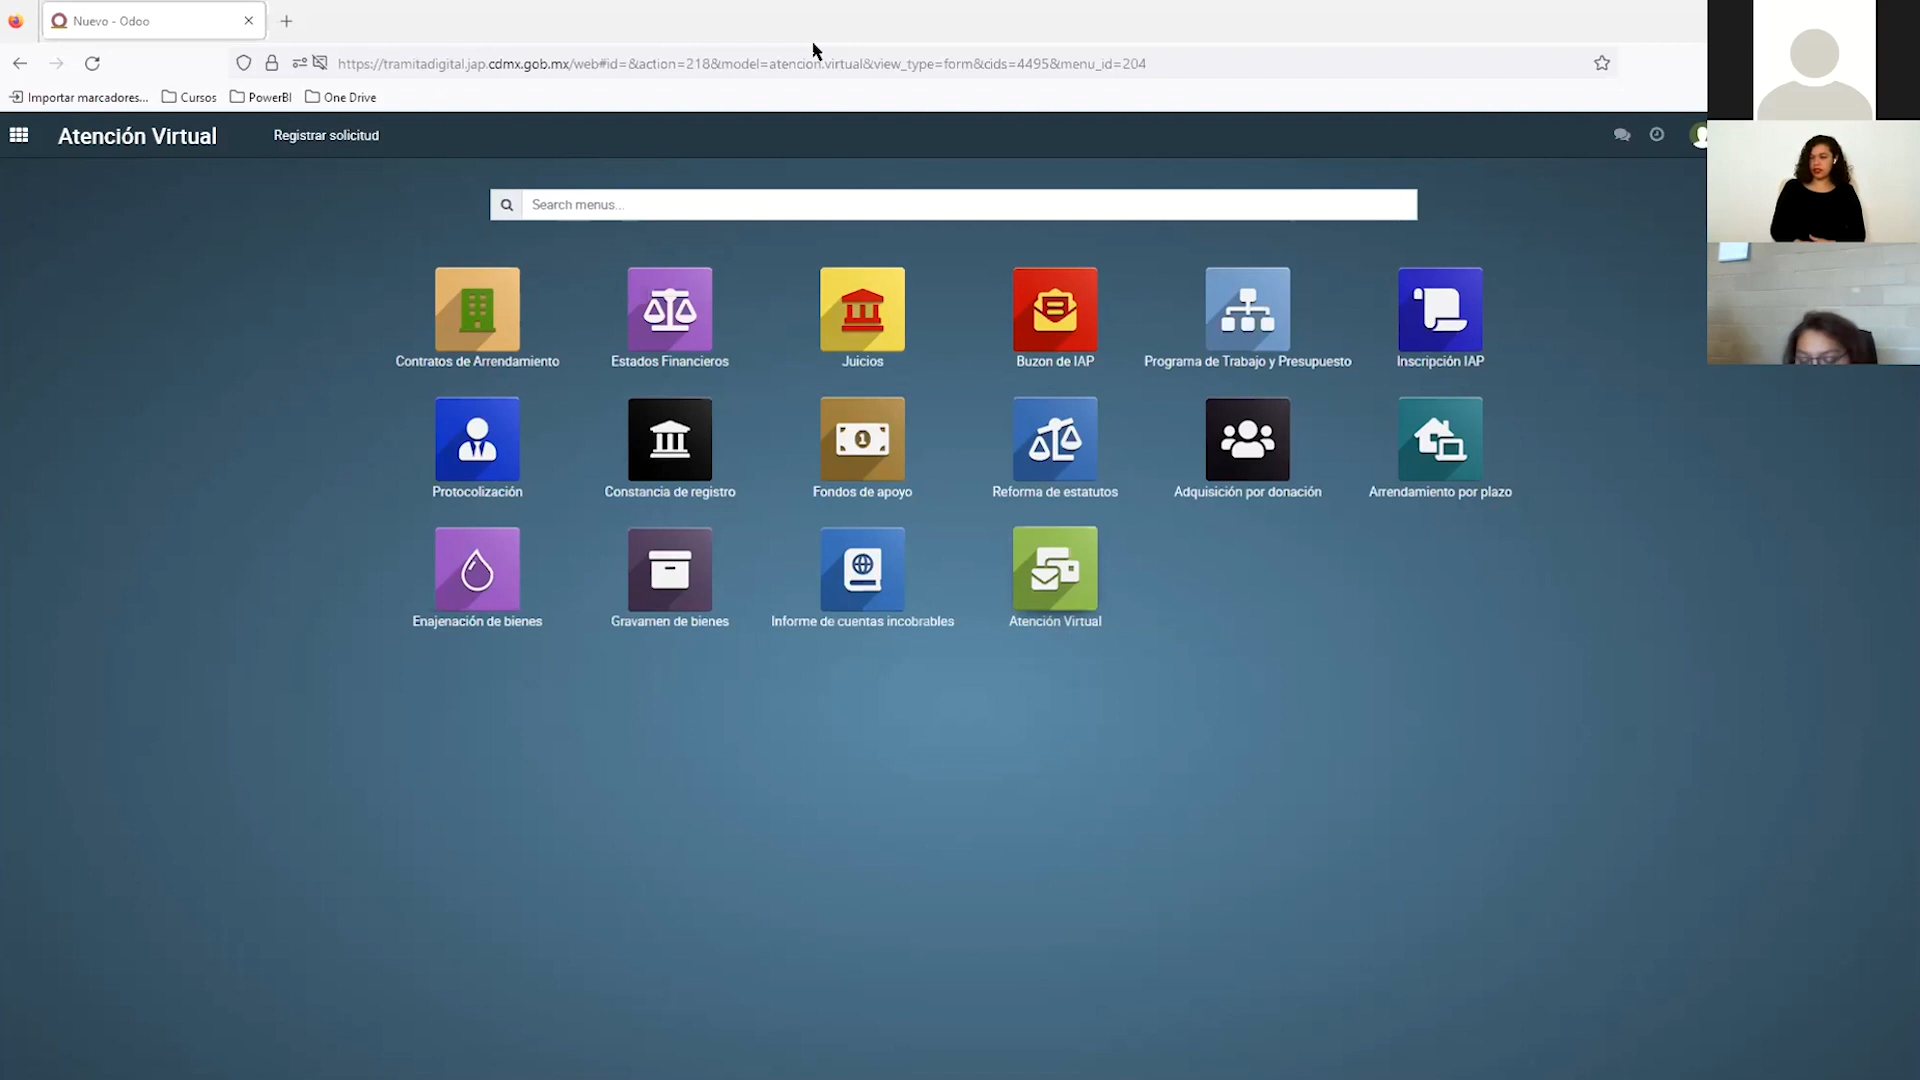 Nuevo - Odoo
https://tramitadigital.jap.cdmx.gob.mx/web#id=&action=218&model=atencion.virtual&view_type=form&cids=4495&menu_id=204
Importar marcadores... Cursos PowerBI One Drive
Atención Virtual Registrar solicitud
Search menus...
Contratos de Arrendamiento Estados Financieros Juicios Buzon de IAP Programa de Trabajo y Presupuesto Inscripción IAP
Protocolización Constancia de registro Fondos de apoyo Reforma de estatutos Adquisición por donación Arrendamiento por plazo
Enajenación de bienes Gravamen de bienes Informe de cuentas incobrables Atención Virtual